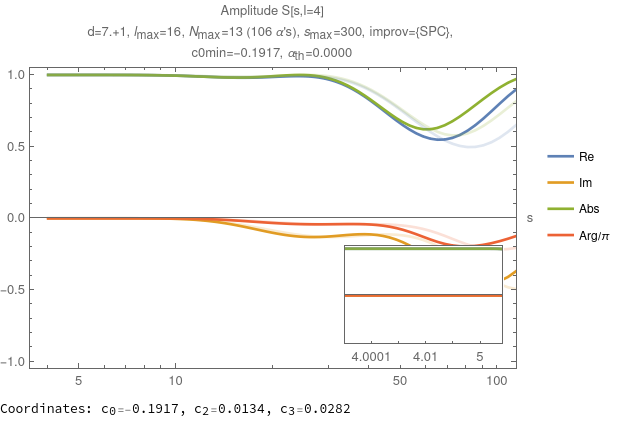 Amplitude S[s,l=4]
d=7.+1, lmax=16, Nmax=13 (106 α's), smax=300, improv={SPC},
c0min=-0.1917, αth=0.0000
1.0
0.5
0.0
-0.5
-1.0
5
10
50
100
s
4.0001
4.01
5
Re
Im
Abs
Arg/π
Coordinates: c0=-0.1917, c2=0.0134, c3=0.0282